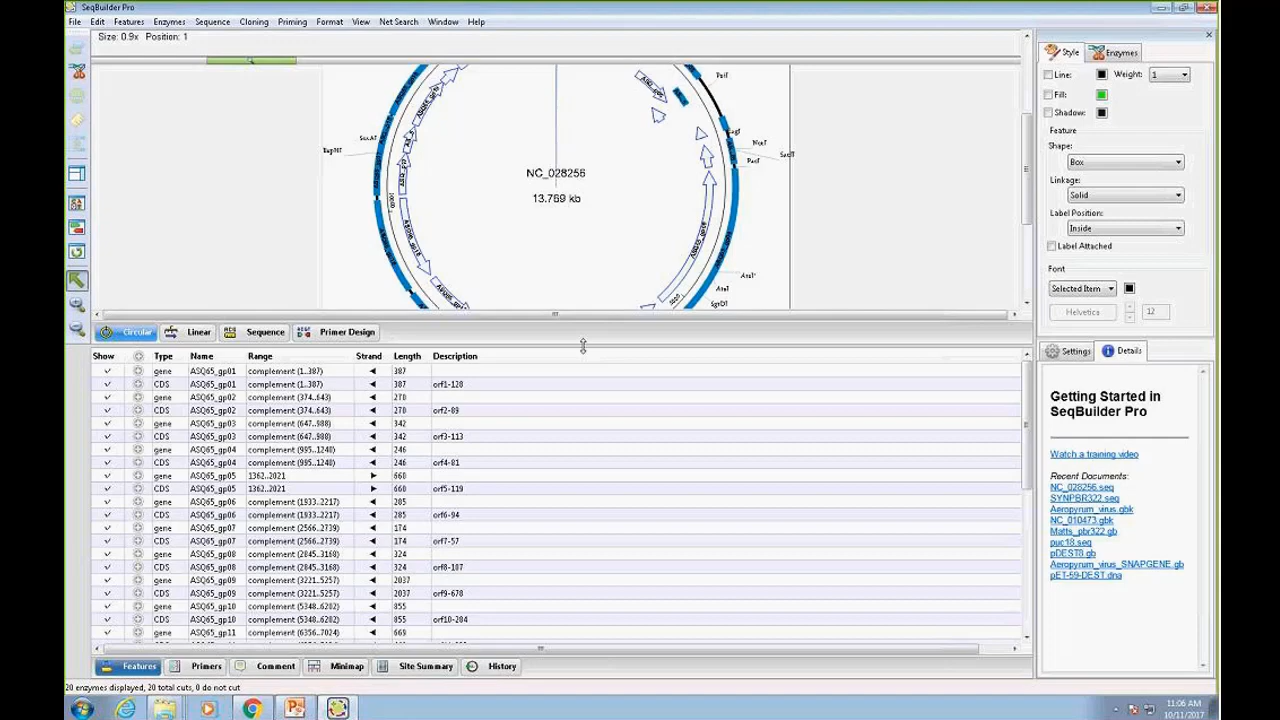 SeqBuilder Pro
File Edit Features Enzymes Sequence Cloning Priming Format View Net Search Window Help
Size: 0.9x Position: 1
NC_028256
13.769 kb
PacI
AsuI
SgrDI
Circular Linear Sequence Primer Design
Show Type Name Range Strand Length Description
gene ASQ65_gp01 complement (1..387) 387
CDS ASQ65_gp01 complement (1..387) 387 orf1-128
gene ASQ65_gp02 complement (374..643) 270
CDS ASQ65_gp02 complement (374..643) 270 orf2-89
gene ASQ65_gp03 complement (647..988) 342
CDS ASQ65_gp03 complement (647..988) 342 orf3-113
gene ASQ65_gp04 complement (995..1240) 246
CDS ASQ65_gp04 complement (995..1240) 246 orf4-81
gene ASQ65_gp05 1362..2021 660
CDS ASQ65_gp05 1362..2021 660 orf5-119
gene ASQ65_gp06 complement (1933..2217) 285
CDS ASQ65_gp06 complement (1933..2217) 285 orf6-94
gene ASQ65_gp07 complement (2566..2739) 174
CDS ASQ65_gp07 complement (2566..2739) 174 orf7-57
gene ASQ65_gp08 complement (2845..3168) 324
CDS ASQ65_gp08 complement (2845..3168) 324 orf8-107
gene ASQ65_gp09 complement (3221..5257) 2037
CDS ASQ65_gp09 complement (3221..5257) 2037 orf9-678
gene ASQ65_gp10 complement (5348..6202) 855
CDS ASQ65_gp10 complement (5348..6202) 855 orf10-284
gene ASQ65_gp11 complement (6356..7024) 669
Features Primers Comment Minimap Site Summary History
20 enzymes displayed, 20 total cuts, 0 do not cut
Style Enzymes
Line: Weight: 1
Fill:
Shadow:
Feature
Shape:
Box
Linkage:
Solid
Label Position:
Inside
Label Attached
Font
Selected Item
Helvetica 12
Settings Details
Getting Started in
SeqBuilder Pro
Watch a training video
Recent Documents:
NC_028256.seq
SYNPBR322.seq
Aeropyrum_virus.gbk
NC_010473.gbk
Matts_pbr322.gb
puc18.seq
pDEST8.gb
Aeropyrum_virus_SNAPGENE.gb
pET-59-DEST.dna
11:06 AM
10/11/2017